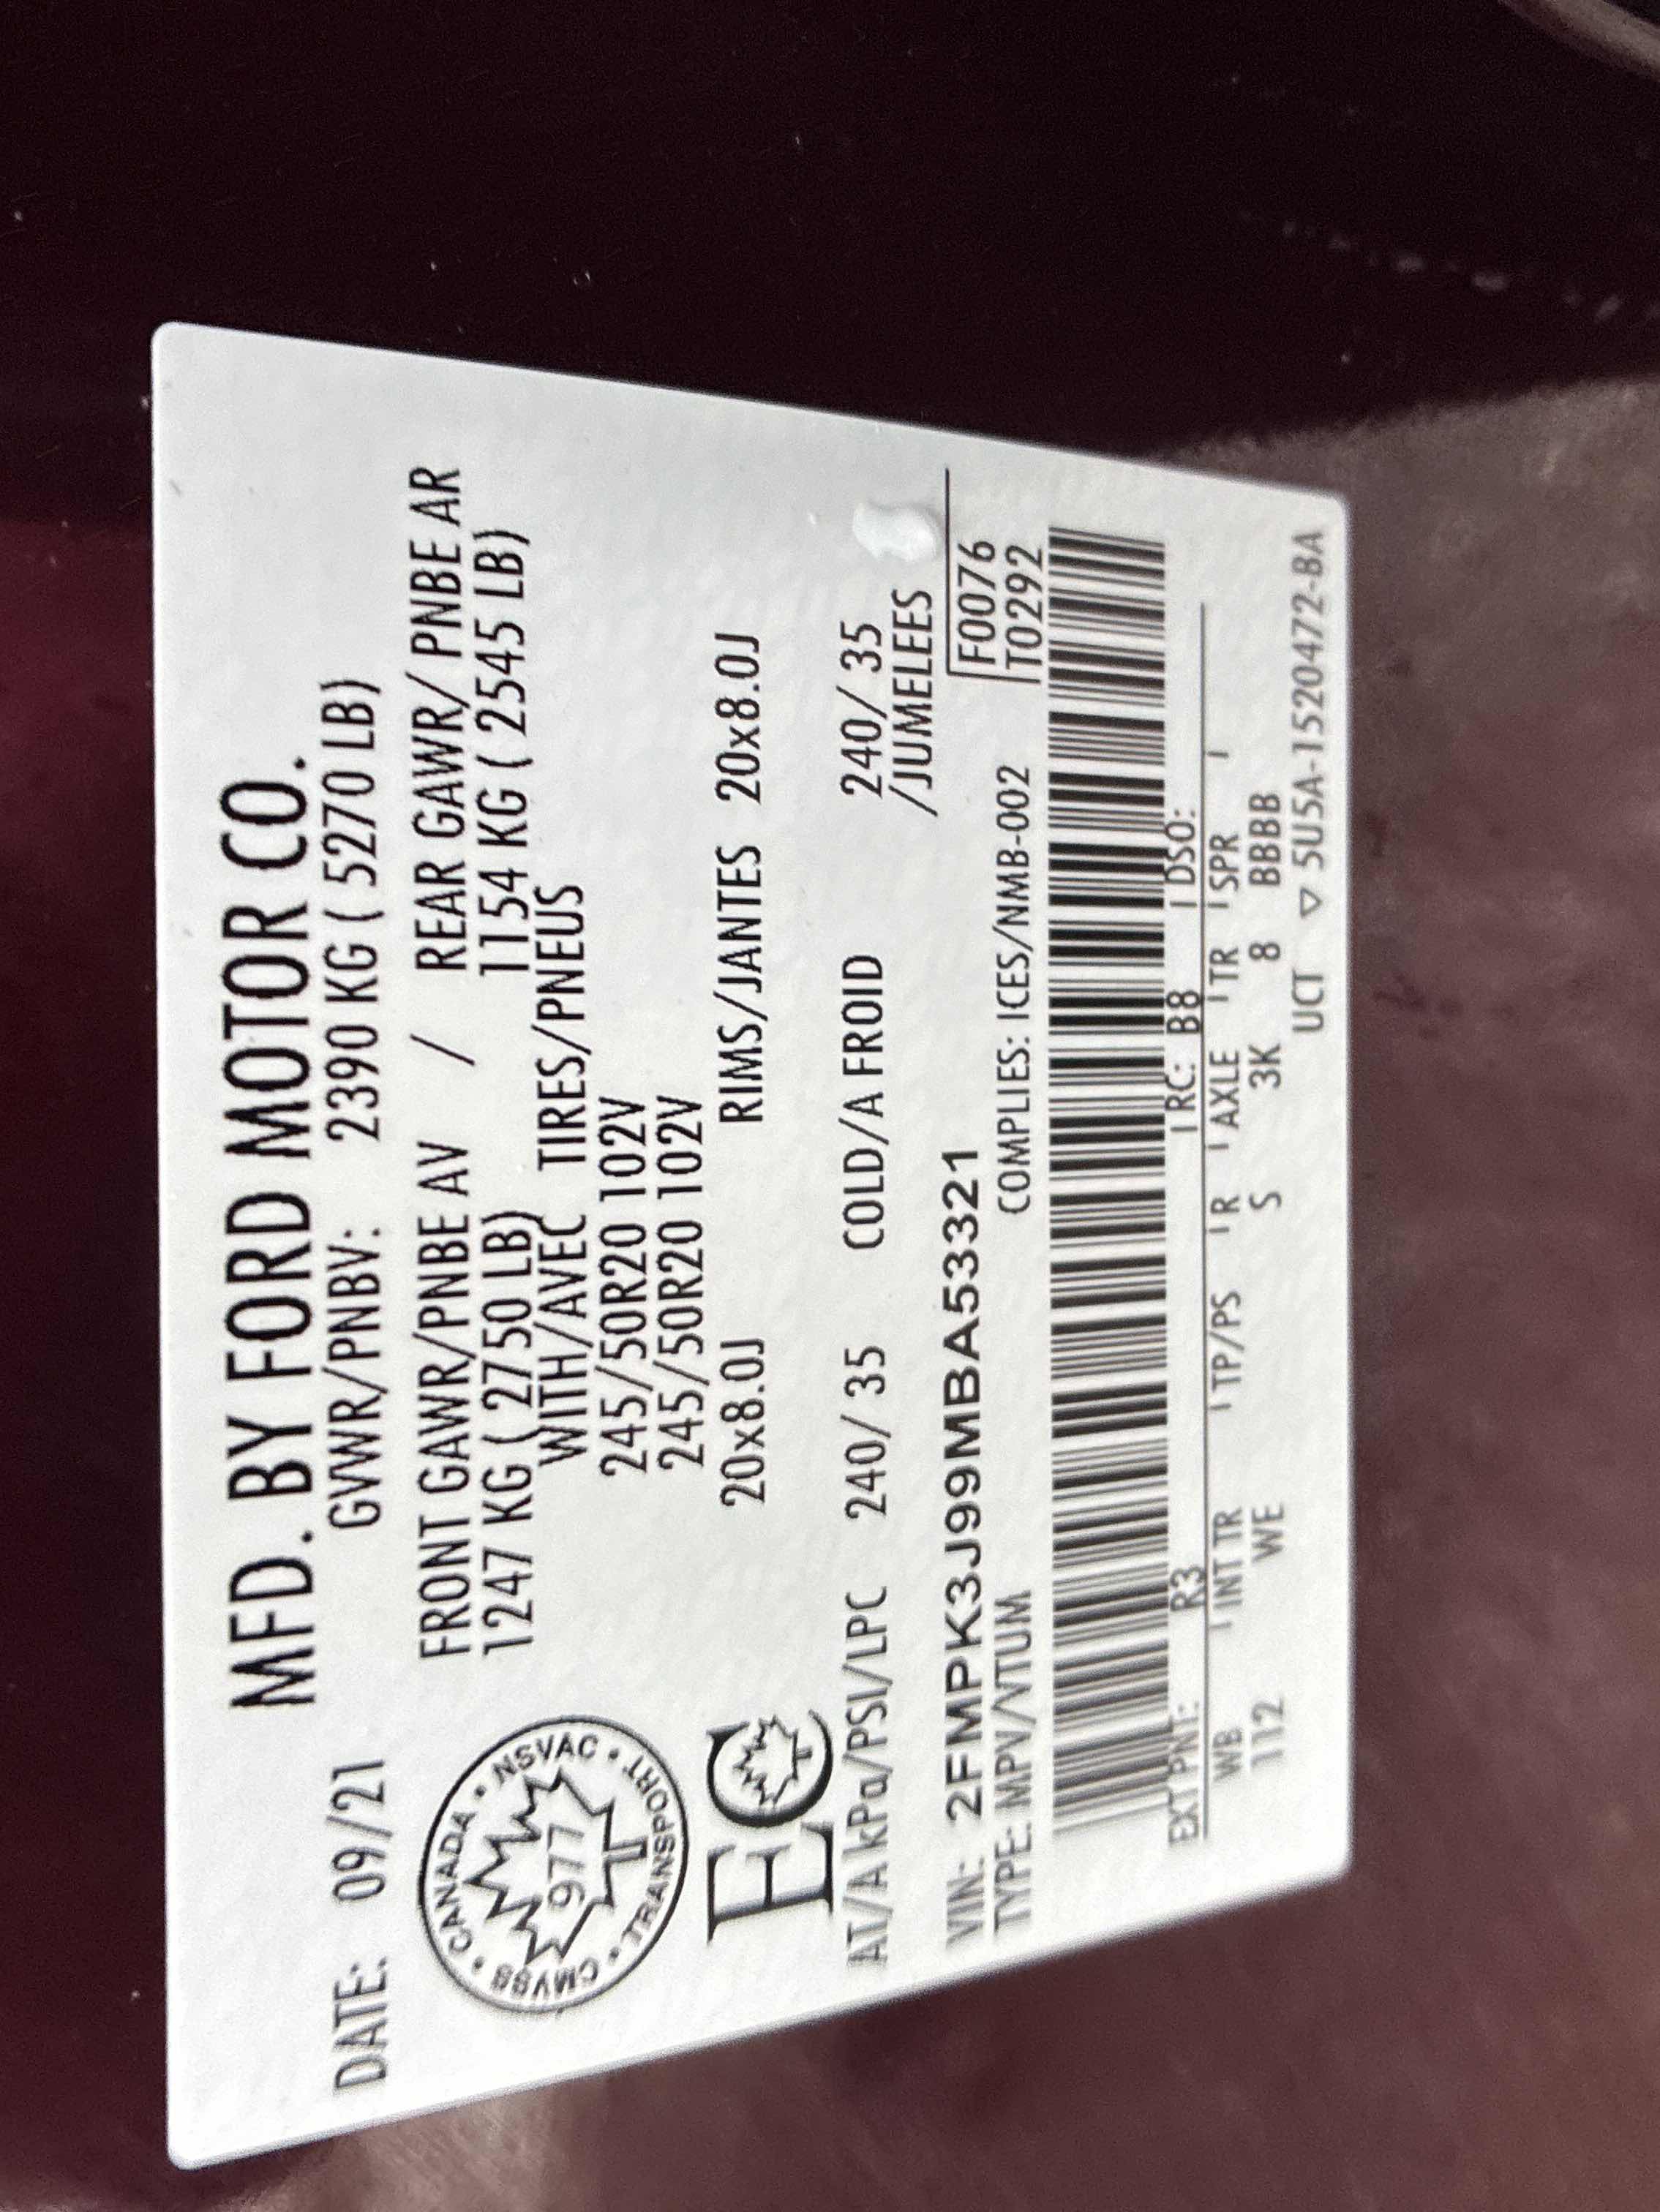 MFD. BY FORD MOTOR CO.
DATE: 09/21 GVWR/PNBV: 2390 KG ( 5270 LB)
FRONT GAWR/PNBE AV / REAR GAWR/ PNBE AR
1247 KG ( 2750 LB) 1154 KG ( 2545 LB)
WITH/AVEC TIRES/PNEUS
245/50R20 102V
245/50R20 102V
20x8.0J RIMS/JANTES 20x8.0J
CANADA • NSVAC • TRANSPORT • CMVSS •
977
EC
AT/A kPa/PSI/LPC 240/ 35 COLD/A FROID 240/ 35
/JUMELEES
VIN: 2FMPK3J99MBA53321 F0076
TYPE: MPV/VTUM COMPLIES: ICES/NMB-002 T0292
EXT PNT: R3 RC: B8 DSO:
WB INT TR TP/PS R AXLE TR SPR
112 WE S 3K 8 BBBB
UCT ▽ 5U5A-1520472-BA